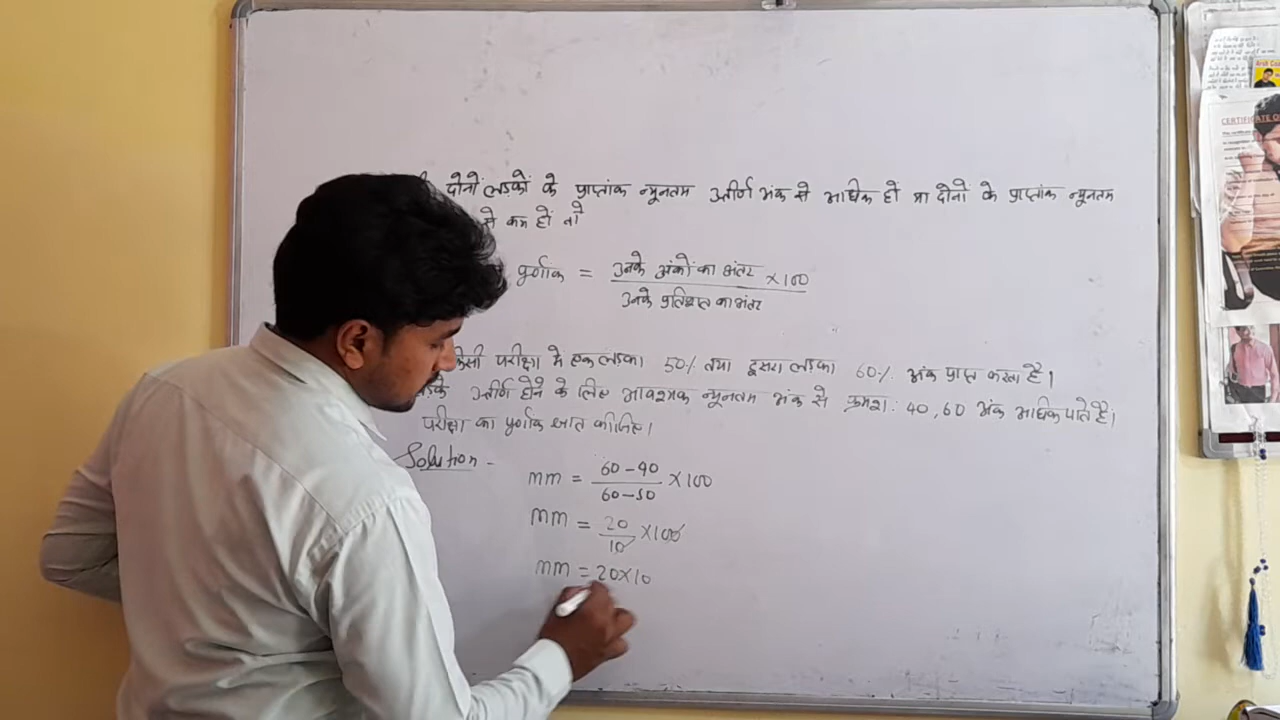 दोनों लड़कों के प्राप्तांक न्यूनतम उत्तीर्ण अंक से अधिक हो या दोनों के प्राप्तांक न्यूनतम
से कम हो तो
पूर्णांक = उनके अंकों का अंतर ×100
उनके प्रतिशत का अंतर
किसी परीक्षा में एक लड़का 50% तथा दूसरा लड़का 60% अंक प्राप्त करता है।
उत्तीर्ण होने के लिए आवश्यक न्यूनतम अंक से क्रमश: 40,60 अंक अधिक पाते है।
परीक्षा का पूर्णांक ज्ञात कीजिए।
Solution -
mm = 60-40 ×100
60-50
mm = 20 ×100
10
mm = 20×10
CERTIFICATE O